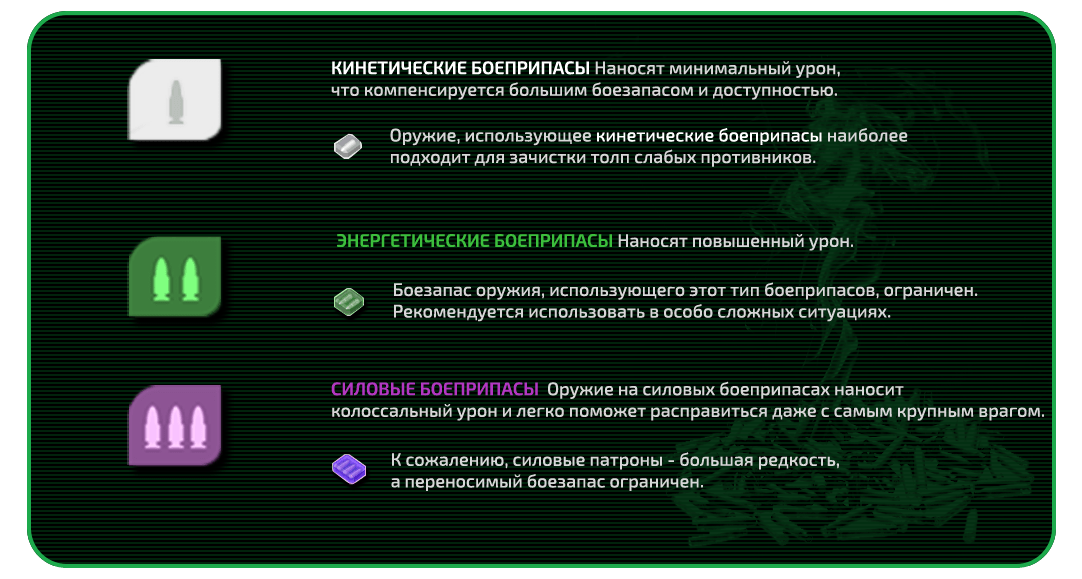 КИНЕТИЧЕСКИЕ БОЕПРИПАСЫ Наносят минимальный урон,
что компенсируется большим боезапасом и доступностью.
Оружие, использующее кинетические боеприпасы наиболее
подходит для зачистки толп слабых противников.
ЭНЕРГЕТИЧЕСКИЕ БОЕПРИПАСЫ Наносят повышенный урон.
Боезапас оружия, использующего этот тип боеприпасов, ограничен.
Рекомендуется использовать в особо сложных ситуациях.
СИЛОВЫЕ БОЕПРИПАСЫ Оружие на силовых боеприпасах наносит
колоссальный урон и легко поможет расправиться даже с самым крупным врагом.
К сожалению, силовые патроны - большая редкость,
а переносимый боезапас ограничен.